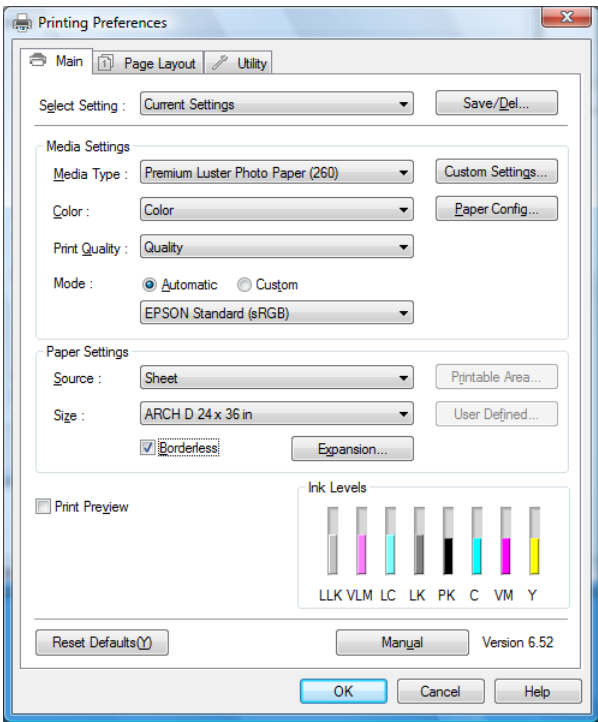 Printing Preferences
Main
Page Layout
Utility
Select Setting :
Current Settings
Save/Del...
Media Settings
Media Type :
Premium Luster Photo Paper (260)
Custom Settings...
Color :
Color
Paper Config...
Print Quality :
Quality
Mode :
Automatic
Custom
EPSON Standard (sRGB)
Paper Settings
Source :
Sheet
Printable Area...
Size :
ARCH D 24 x 36 in
User Defined...
Borderless
Expansion...
Print Preview
Ink Levels
LLK VLM LC LK PK C VM Y
Reset Defaults(Y)
Manual
Version 6.52
OK
Cancel
Help